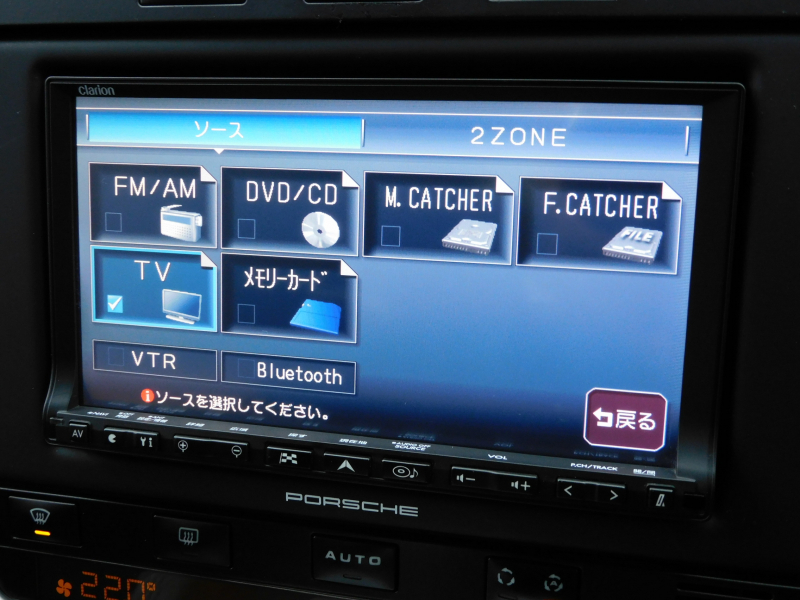 clarion
ソース 2ZONE
FM/AM DVD/CD M.CATCHER F.CATCHER
FILE
TV メモリーカード
VTR Bluetooth
ソースを選択してください。
戻る
AV
VOL P.CH/TRACK
PORSCHE
AUTO
22.0°